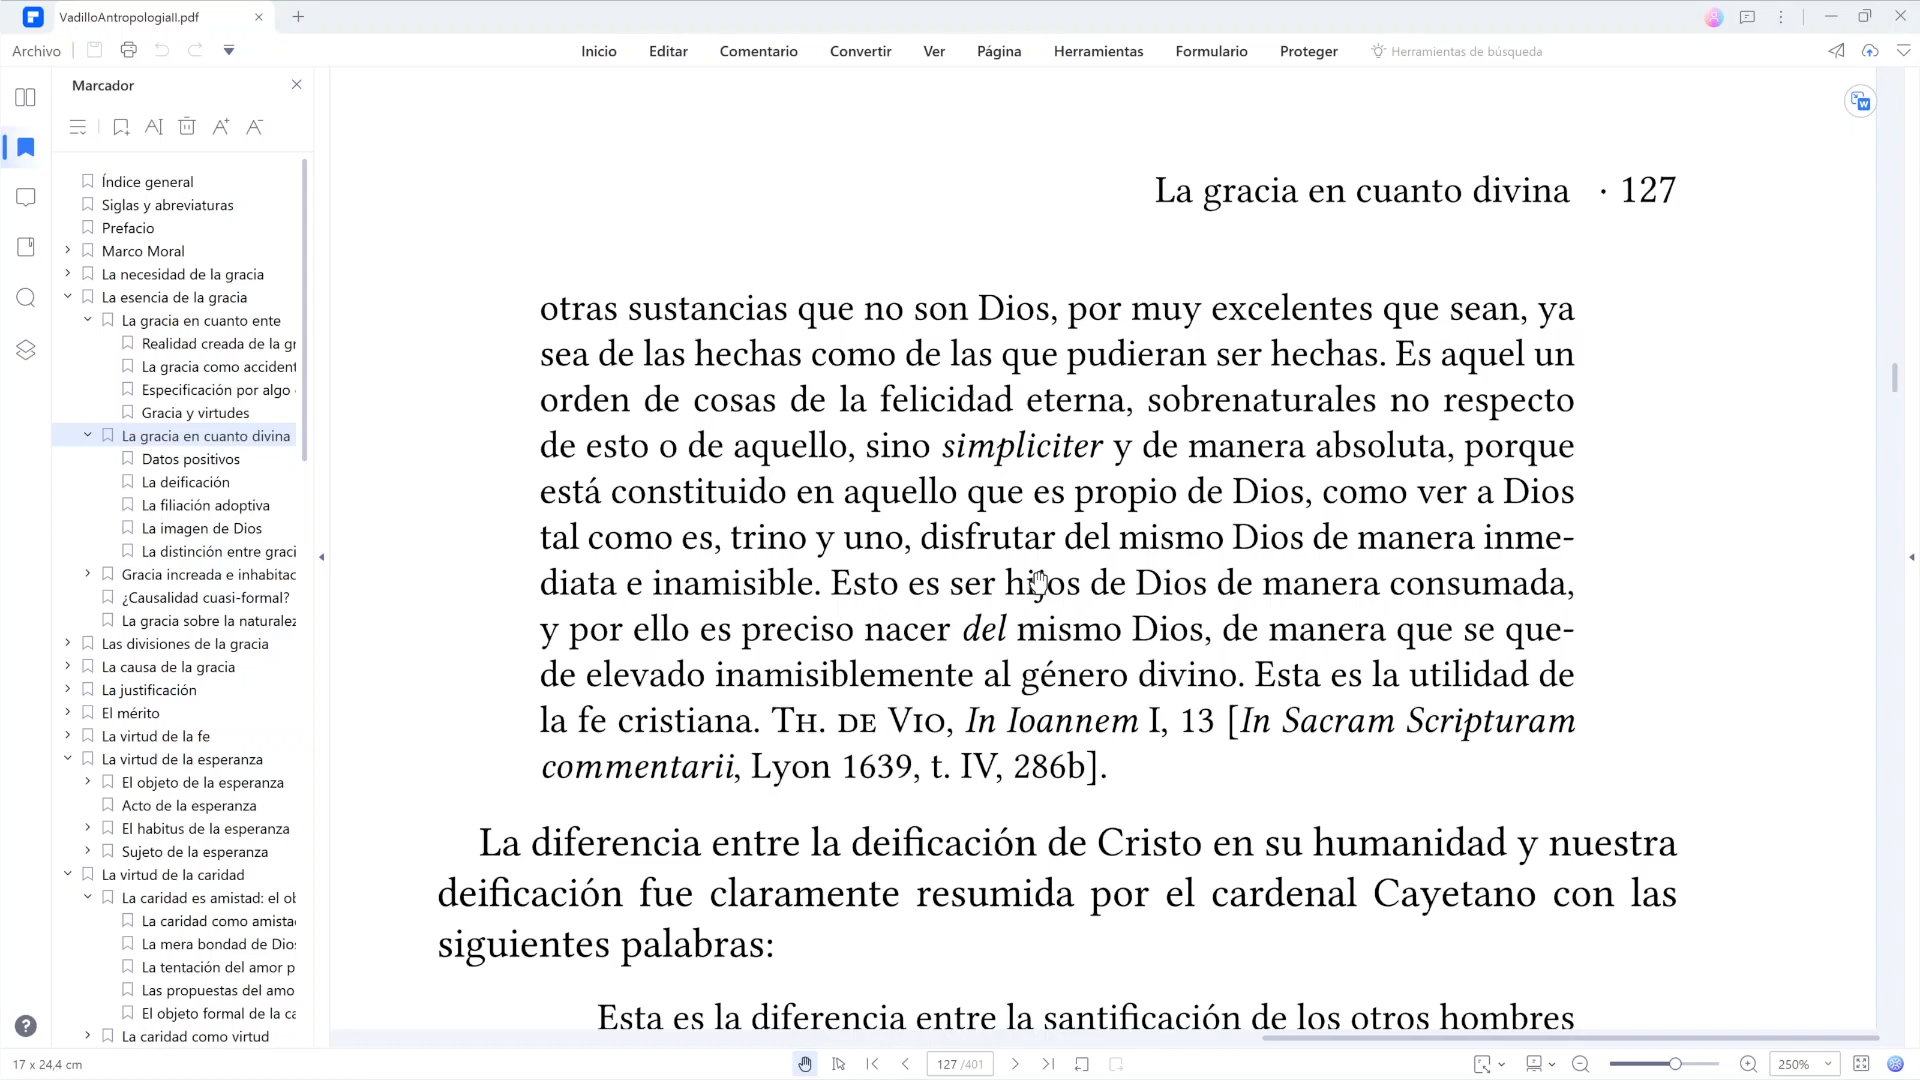 VadilloAntropologiaII.pdf
Archivo
Inicio Editar Comentario Convertir Ver Página Herramientas Formulario Proteger Herramientas de búsqueda
Marcador
Índice general
Siglas y abreviaturas
Prefacio
Marco Moral
La necesidad de la gracia
La esencia de la gracia
La gracia en cuanto ente
Realidad creada de la gr
La gracia como accident
Especificación por algo
Gracia y virtudes
La gracia en cuanto divina
Datos positivos
La deificación
La filiación adoptiva
La imagen de Dios
La distinción entre graci
Gracia increada e inhabitac
¿Causalidad cuasi-formal?
La gracia sobre la naturalez
Las divisiones de la gracia
La causa de la gracia
La justificación
El mérito
La virtud de la fe
La virtud de la esperanza
El objeto de la esperanza
Acto de la esperanza
El habitus de la esperanza
Sujeto de la esperanza
La virtud de la caridad
La caridad es amistad: el ob
La caridad como amista
La mera bondad de Dio
La tentación del amor p
Las propuestas del amo
El objeto formal de la ca
La caridad como virtud
La gracia en cuanto divina · 127
otras sustancias que no son Dios, por muy excelentes que sean, ya
sea de las hechas como de las que pudieran ser hechas. Es aquel un
orden de cosas de la felicidad eterna, sobrenaturales no respecto
de esto o de aquello, sino simpliciter y de manera absoluta, porque
está constituido en aquello que es propio de Dios, como ver a Dios
tal como es, trino y uno, disfrutar del mismo Dios de manera inme-
diata e inamisible. Esto es ser hijos de Dios de manera consumada,
y por ello es preciso nacer del mismo Dios, de manera que se que-
de elevado inamisiblemente al género divino. Esta es la utilidad de
la fe cristiana. Th. de Vio, In Ioannem I, 13 [In Sacram Scripturam
commentarii, Lyon 1639, t. IV, 286b].
La diferencia entre la deificación de Cristo en su humanidad y nuestra
deificación fue claramente resumida por el cardenal Cayetano con las
siguientes palabras:
Esta es la diferencia entre la santificación de los otros hombres
17 x 24,4 cm
127 /401
250%